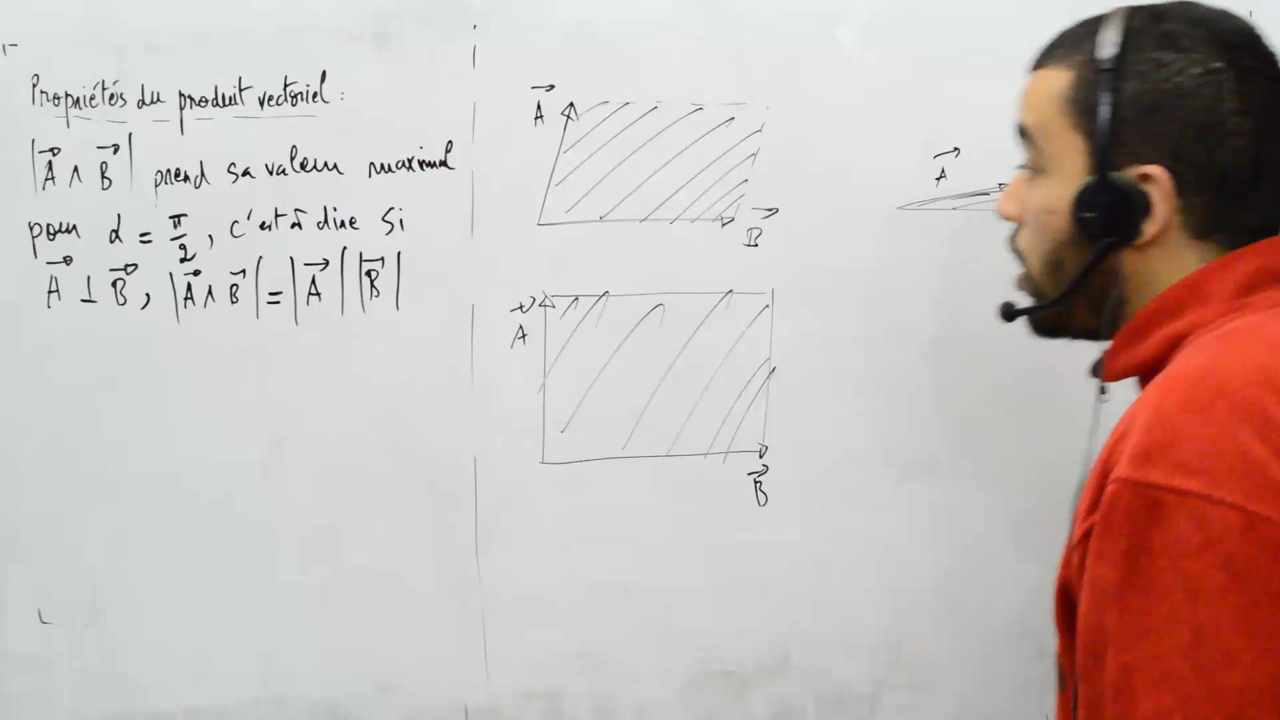 Propriétés du produit vectoriel :
|A⃗ ∧ B⃗| prend sa valeur maximal
pour α = π/2, c'est à dire si
A⃗ ⊥ B⃗, |A⃗ ∧ B⃗| = |A⃗| |B⃗|
A⃗
B⃗
A⃗
B⃗
A⃗